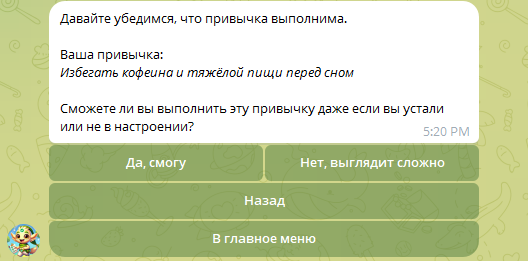 Давайте убедимся, что привычка выполнима.
Ваша привычка:
Избегать кофеина и тяжёлой пищи перед сном
Сможете ли вы выполнить эту привычку даже если вы устали
или не в настроении?
5:20 PM
Да, смогу
Нет, выглядит сложно
Назад
В главное меню